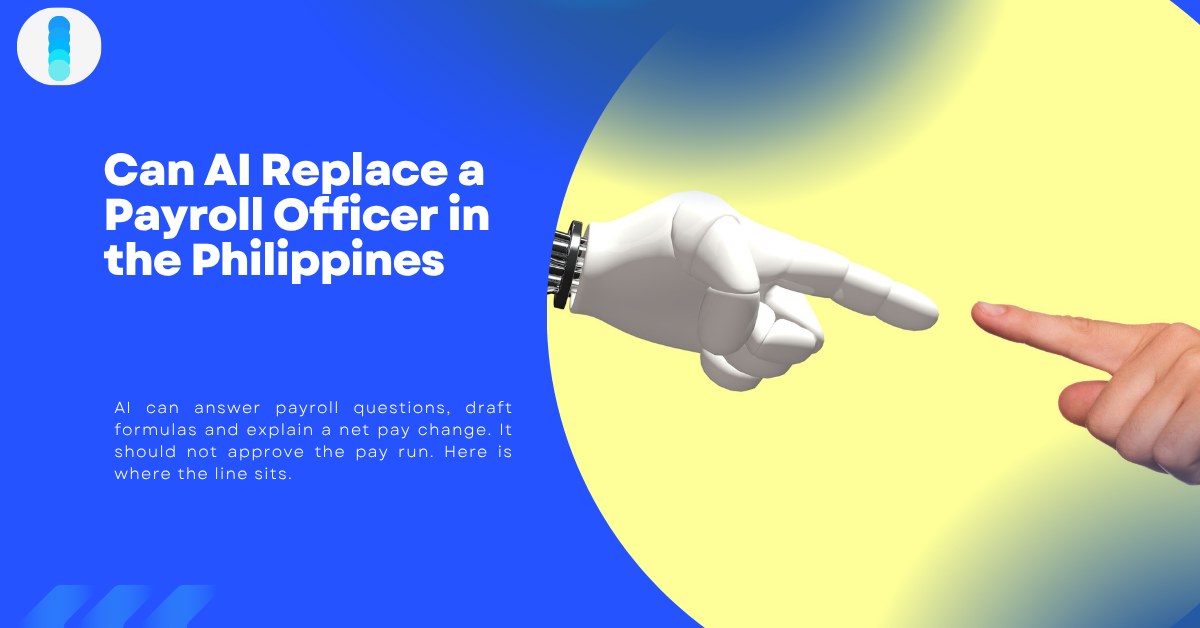 Can AI Replace a
Payroll Officer in
the Philippines
AI can answer payroll questions, draft
formulas and explain a net pay change. It
should not approve the pay run. Here is
where the line sits.